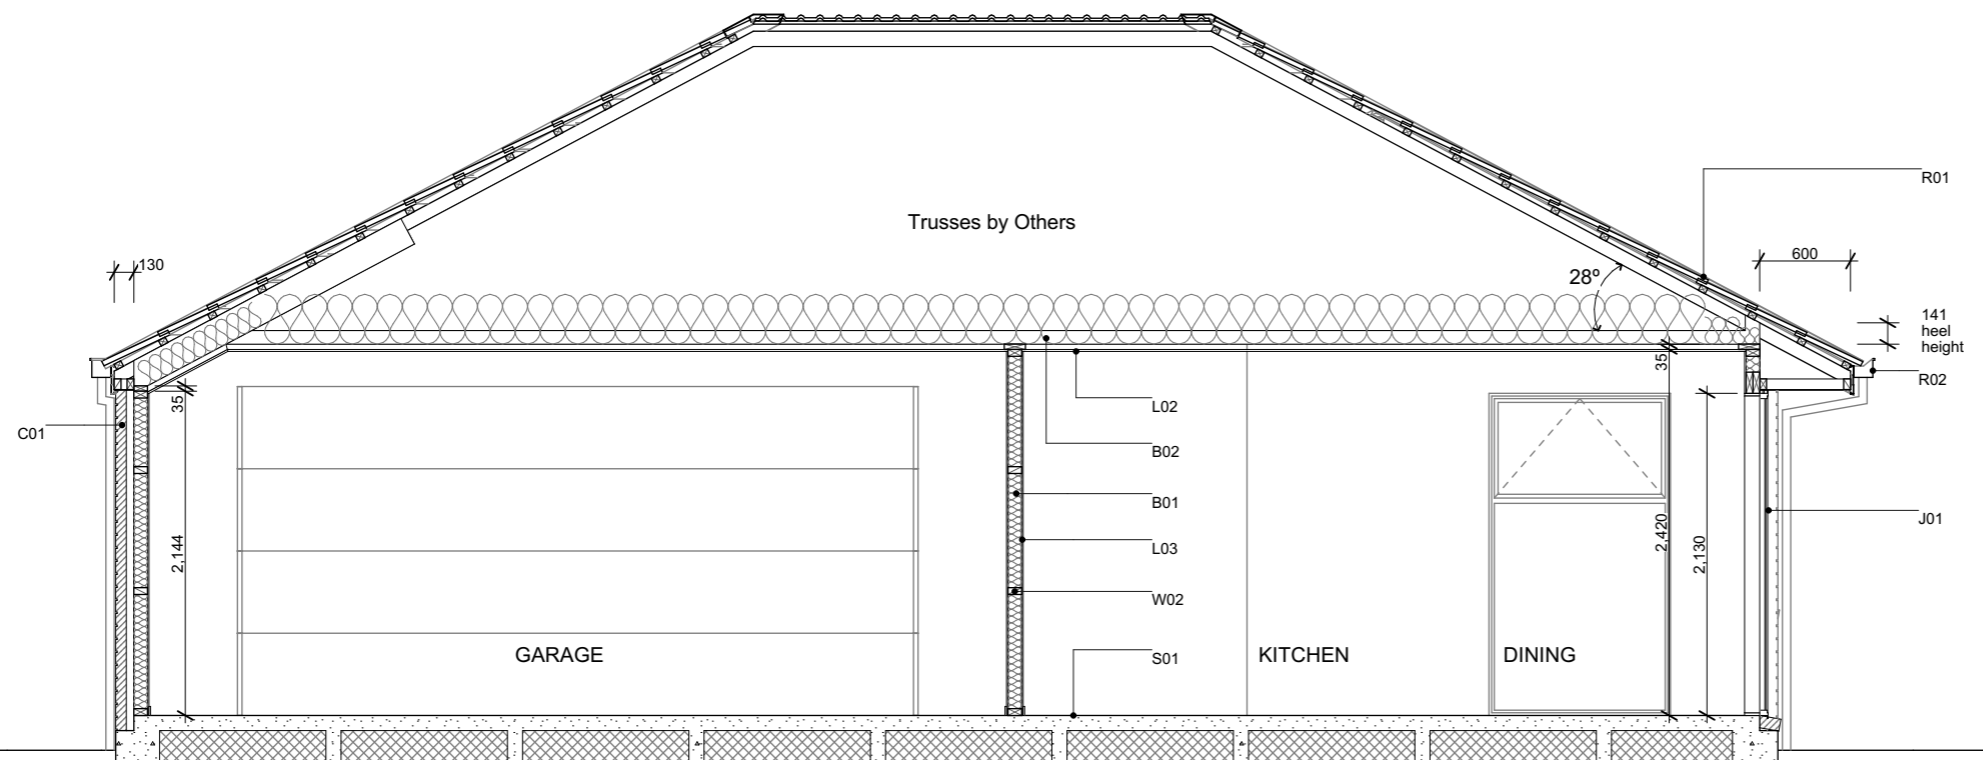 R01
Trusses by Others
130
600
28°
141
heel
height
35
35
R02
L02
C01
B02
B01
J01
L03
2,144
2,420
2,130
W02
GARAGE
S01
KITCHEN
DINING